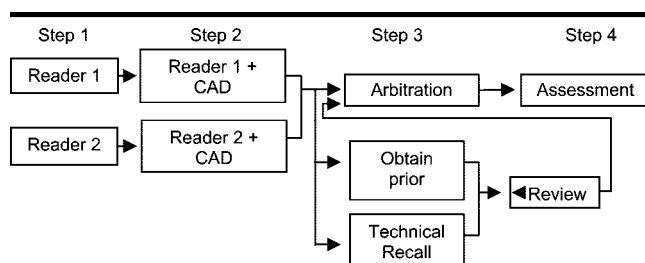 Step 1 Step 2 Step 3 Step 4
Reader 1
Reader 1 +
CAD
Arbitration
Assessment
Reader 2
Reader 2 +
CAD
Obtain
prior
Review
Technical
Recall